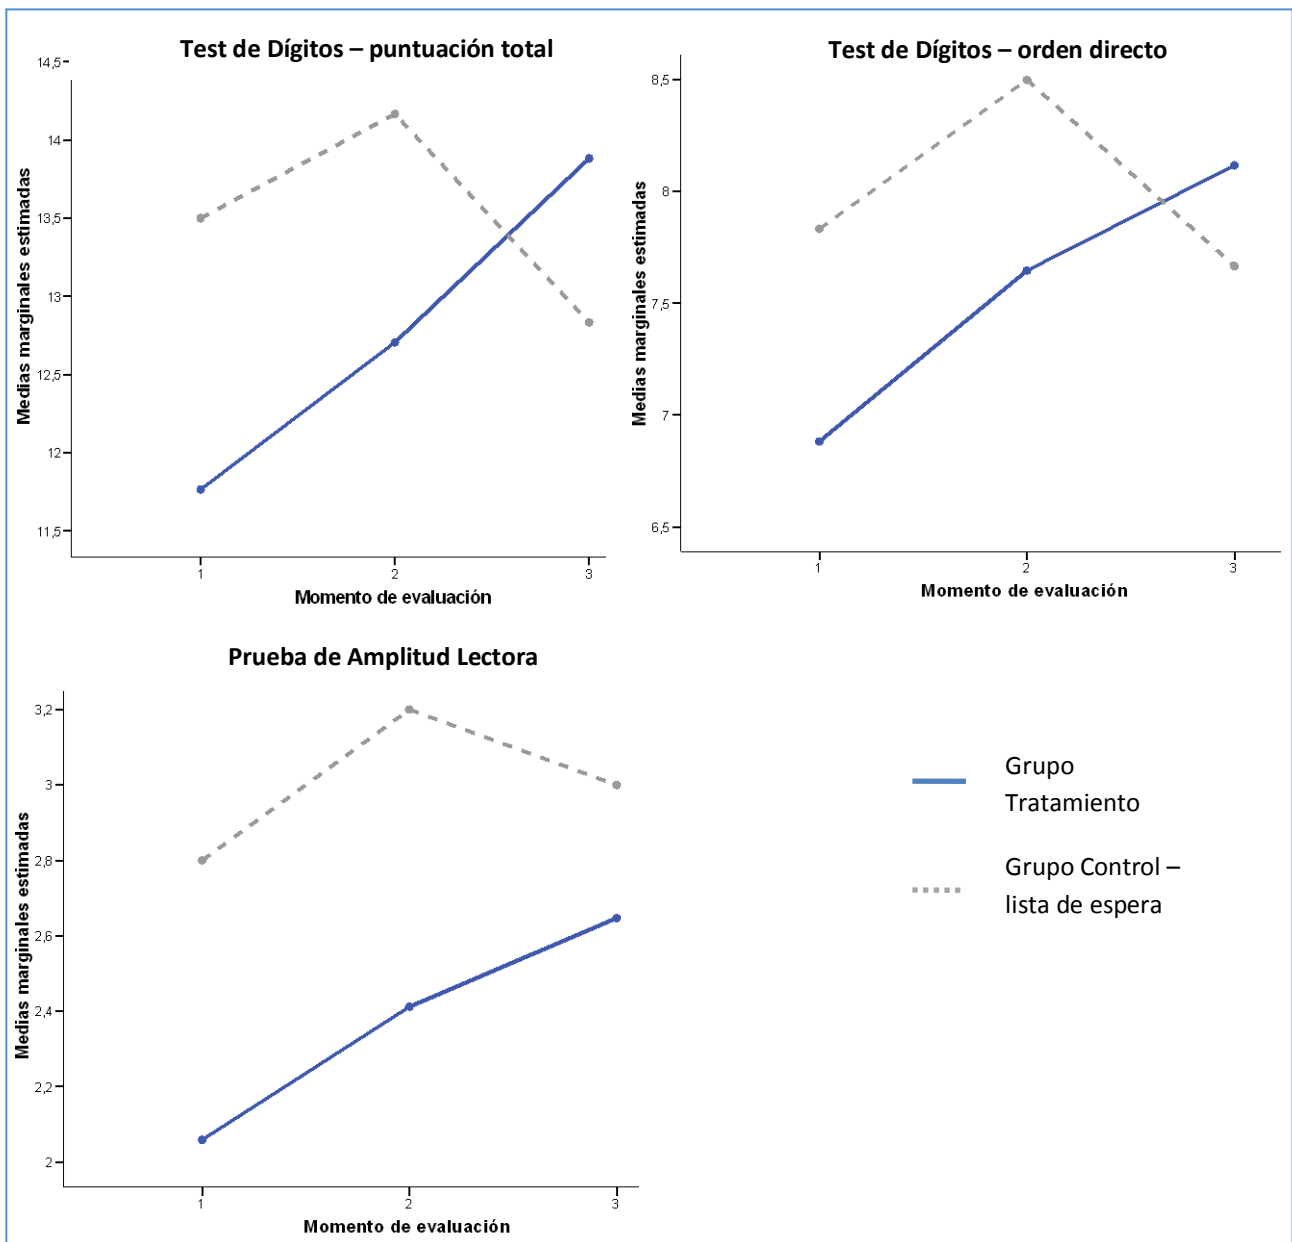 Test de Dígitos – puntuación total
14,5
14
13,5
13
12,5
12
11,5
Medias marginales estimadas
1
2
3
Momento de evaluación
Test de Dígitos – orden directo
8,5
8
7,5
7
6,5
Medias marginales estimadas
1
2
3
Momento de evaluación
Prueba de Amplitud Lectora
3,2
3
2,8
2,6
2,4
2,2
2
Medias marginales estimadas
1
2
3
Momento de evaluación
Grupo
Tratamiento
Grupo Control –
lista de espera